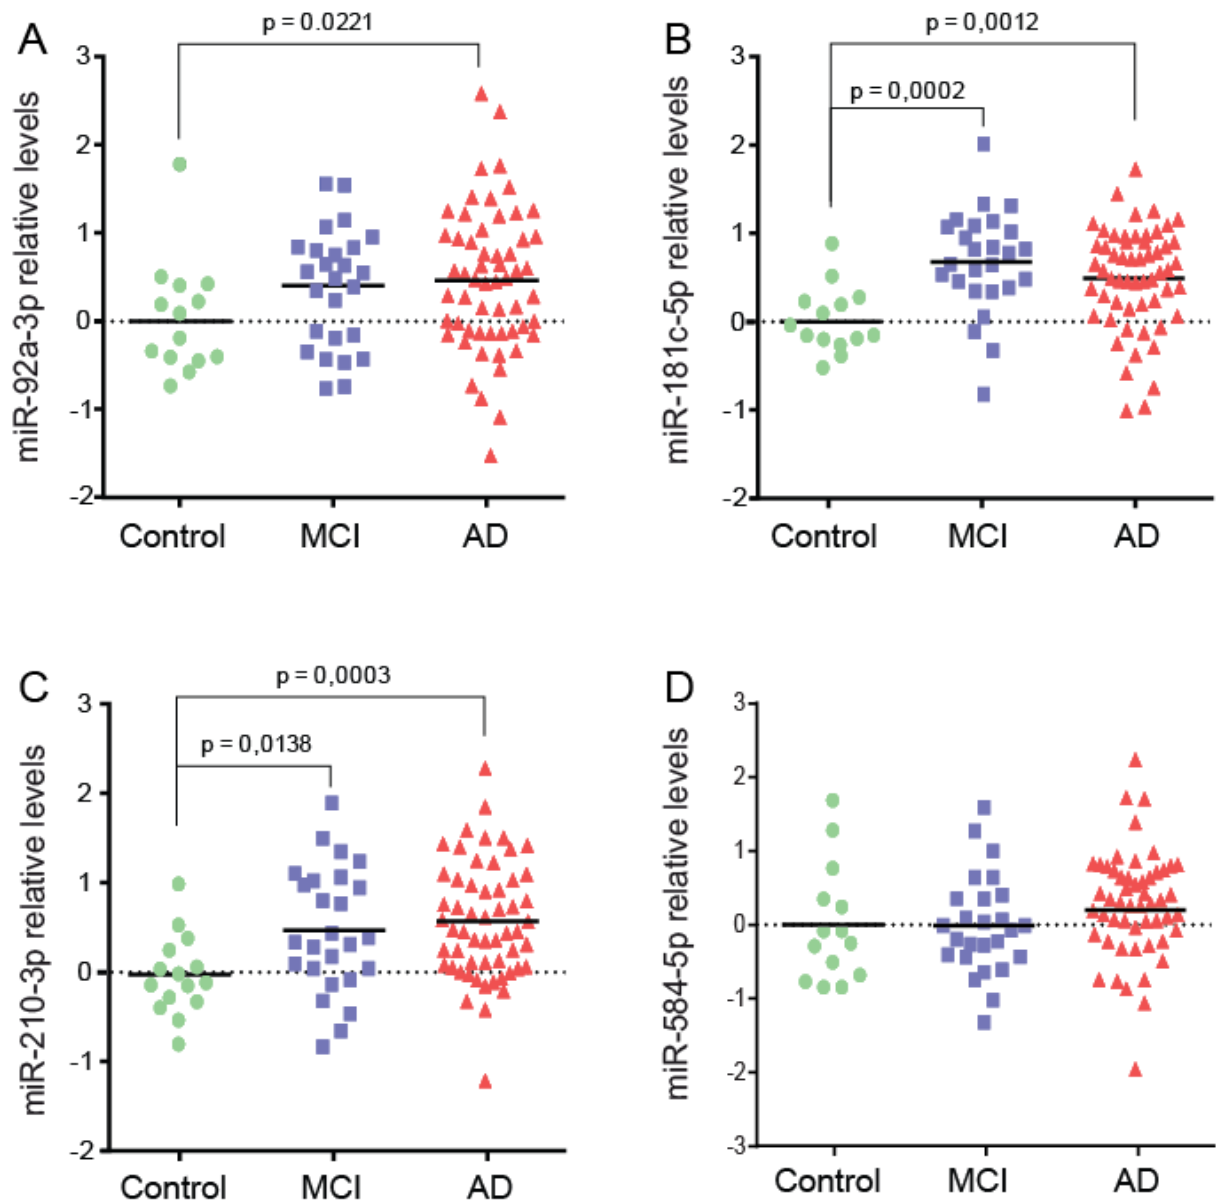 A
p = 0.0221
miR-92a-3p relative levels
3
2
1
0
-1
-2
Control MCI AD
B
p = 0,0012
p = 0,0002
miR-181c-5p relative levels
3
2
1
0
-1
-2
Control MCI AD
C
p = 0,0003
p = 0,0138
miR-210-3p relative levels
3
2
1
0
-1
-2
Control MCI AD
D
miR-584-5p relative levels
3
2
1
0
-1
-2
-3
Control MCI AD